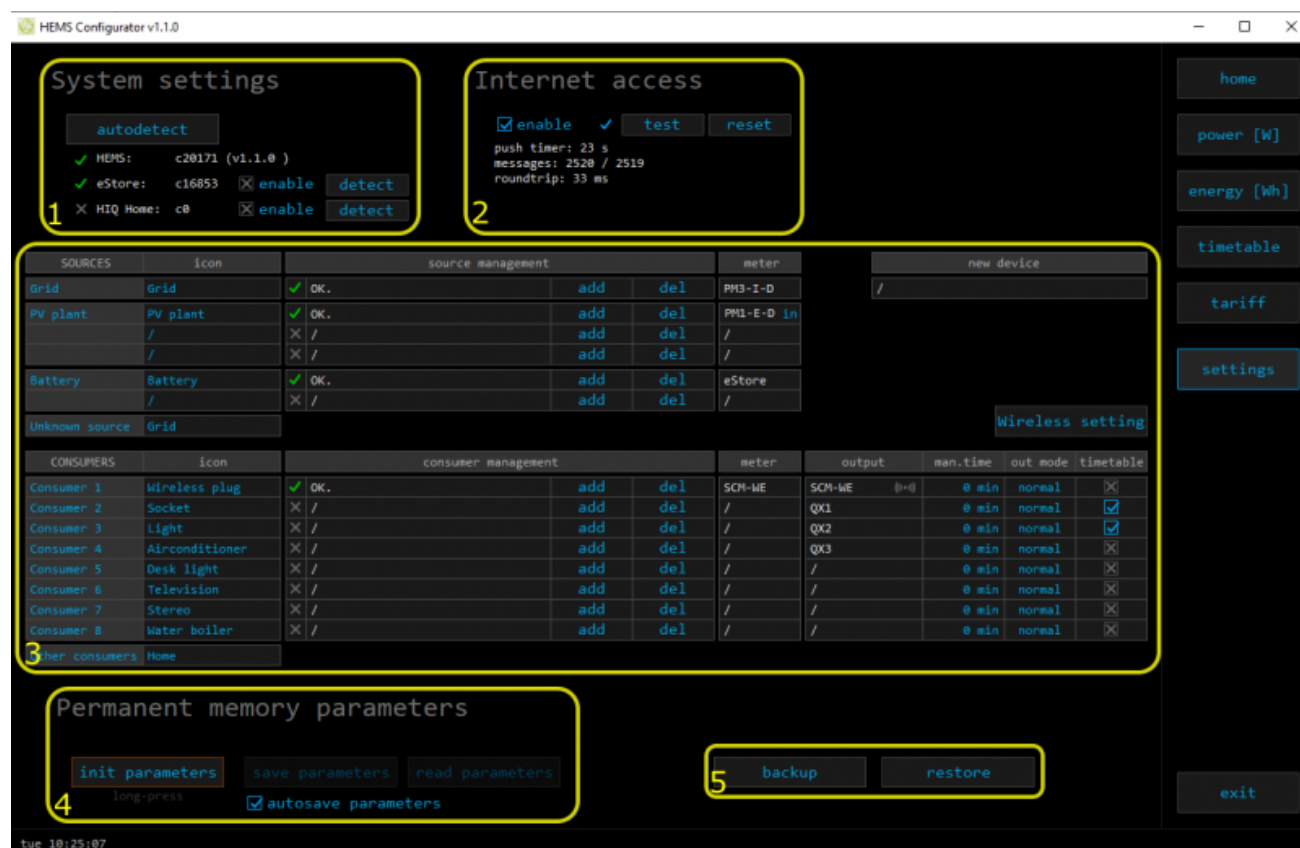 HEMS Configurator v1.1.0
System settings
autodetect
HEMS: c20171 (v1.1.0 )
eStore: c16853 enable detect
HIQ Home: c0 enable detect
1
Internet access
enable test reset
push timer: 23 s
messages: 2520 / 2519
roundtrip: 33 ms
2
home
power [W]
energy [Wh]
timetable
tariff
settings
exit
SOURCES icon source management meter new device
Grid Grid OK. add del PM3-I-D /
PV plant PV plant OK. add del PM1-E-D in
/ / add del /
/ / add del /
Battery Battery OK. add del eStore
/ / add del /
Unknown source Grid
Wireless setting
CONSUMERS icon consumer management meter output man.time out mode timetable
Consumer 1 Wireless plug OK. add del SCM-WE SCM-WE 0 min normal
Consumer 2 Socket / add del / QX1 0 min normal
Consumer 3 Light / add del / QX2 0 min normal
Consumer 4 Airconditioner / add del / QX3 0 min normal
Consumer 5 Desk light / add del / / 0 min normal
Consumer 6 Television / add del / / 0 min normal
Consumer 7 Stereo / add del / / 0 min normal
Consumer 8 Water boiler / add del / / 0 min normal
3
Other consumers Home
Permanent memory parameters
init parameters save parameters read parameters
long-press
autosave parameters
4
5
backup restore
tue 10:25:07